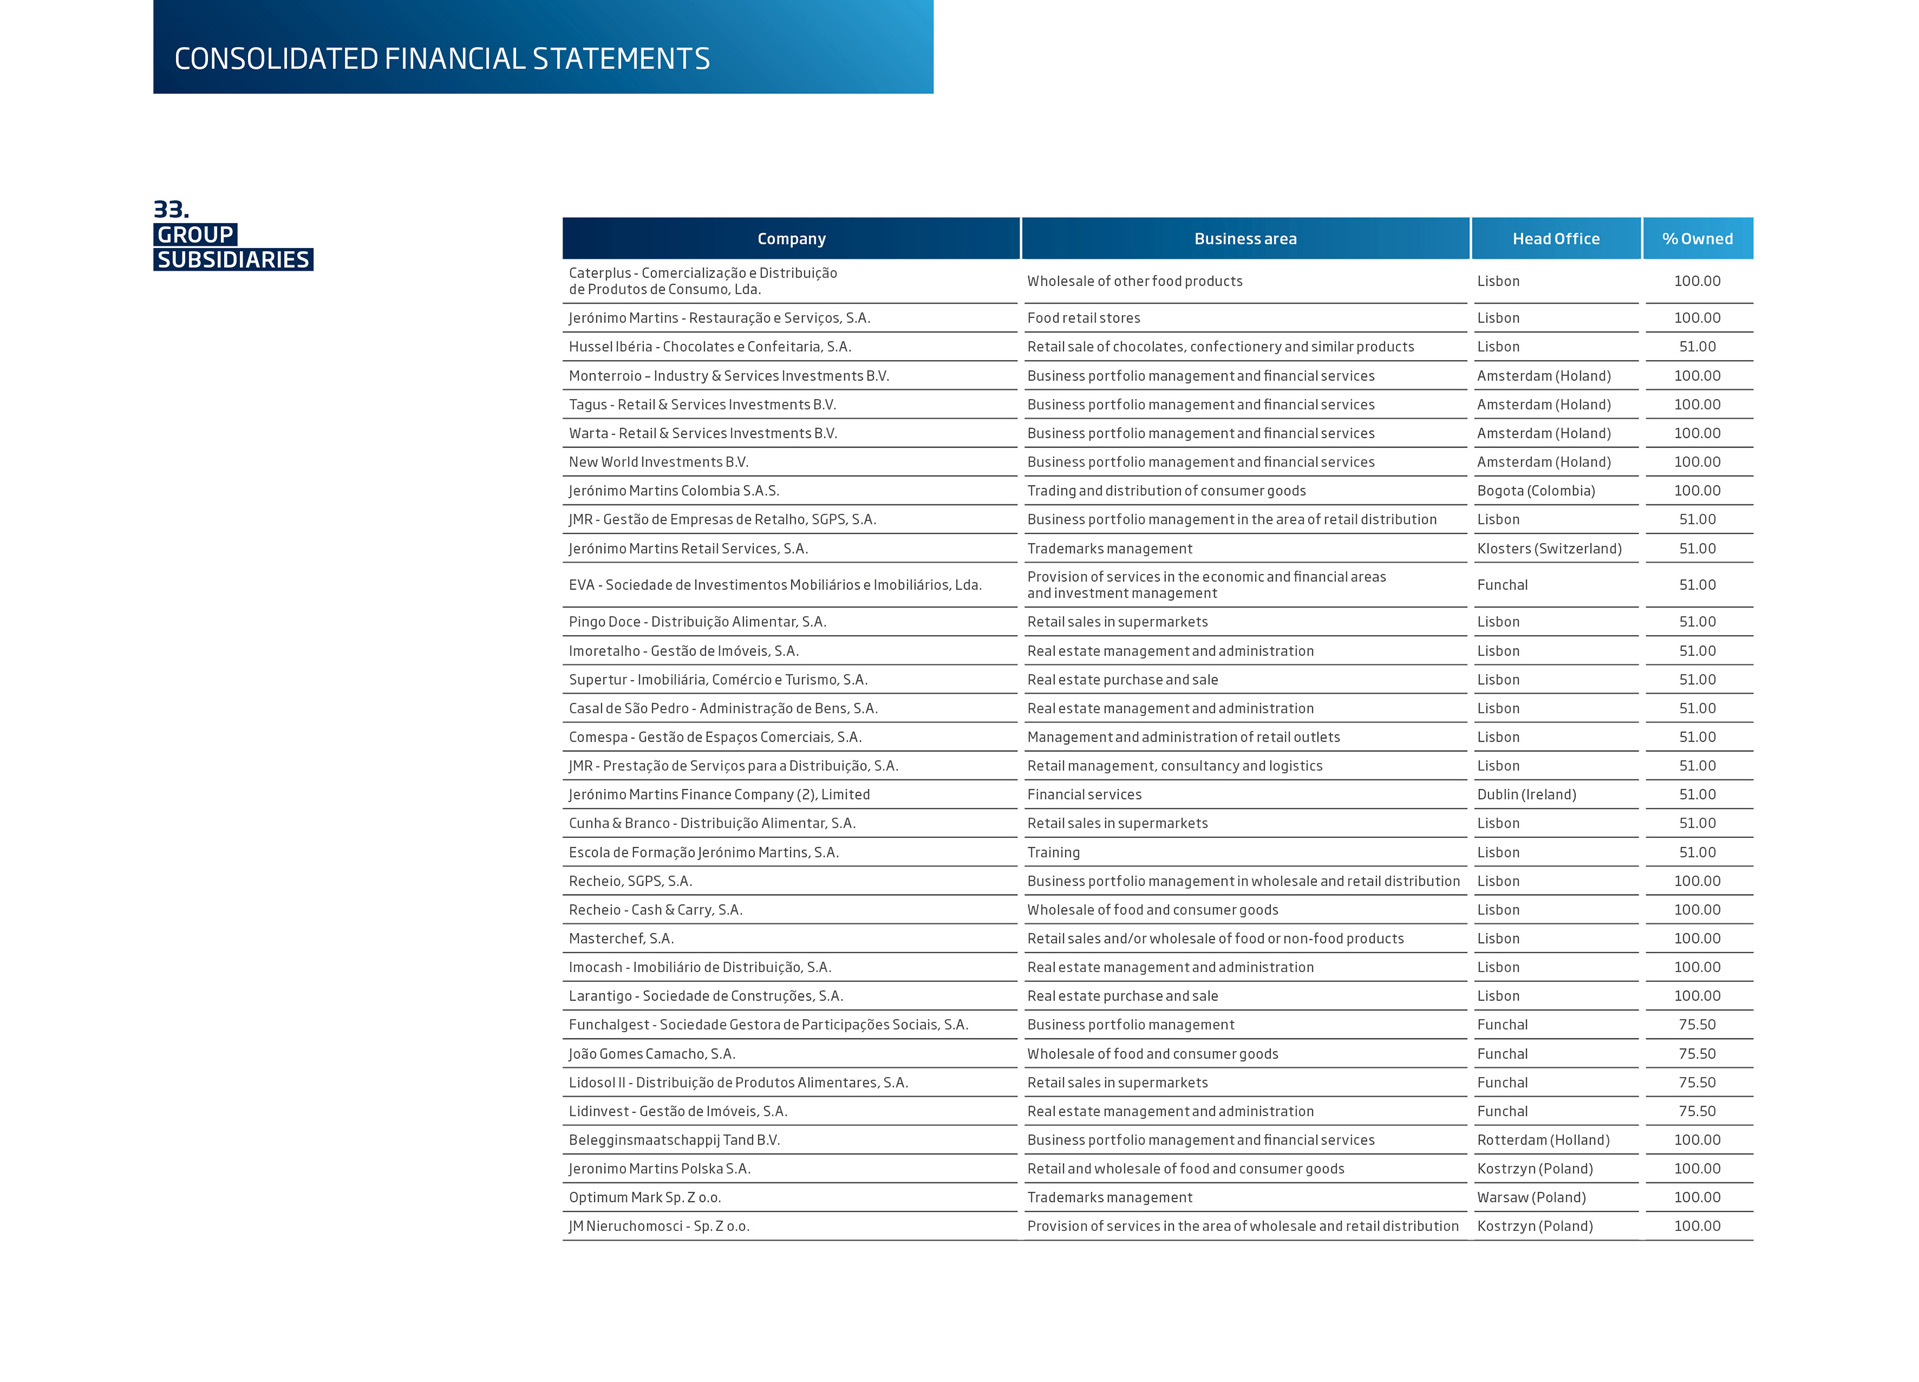 CONSOLIDATED FINANCIAL STATEMENTS
33.
GROUP
SUBSIDIARIES
Company Business area Head Office % Owned
Caterplus - Comercialização e Distribuição
de Produtos de Consumo, Lda. Wholesale of other food products Lisbon 100.00
Jerónimo Martins - Restauração e Serviços, S.A. Food retail stores Lisbon 100.00
Hussel Ibéria - Chocolates e Confeitaria, S.A. Retail sale of chocolates, confectionery and similar products Lisbon 51.00
Monterroio – Industry & Services Investments B.V. Business portfolio management and financial services Amsterdam (Holand) 100.00
Tagus - Retail & Services Investments B.V. Business portfolio management and financial services Amsterdam (Holand) 100.00
Warta - Retail & Services Investments B.V. Business portfolio management and financial services Amsterdam (Holand) 100.00
New World Investments B.V. Business portfolio management and financial services Amsterdam (Holand) 100.00
Jerónimo Martins Colombia S.A.S. Trading and distribution of consumer goods Bogota (Colombia) 100.00
JMR - Gestão de Empresas de Retalho, SGPS, S.A. Business portfolio management in the area of retail distribution Lisbon 51.00
Jerónimo Martins Retail Services, S.A. Trademarks management Klosters (Switzerland) 51.00
EVA - Sociedade de Investimentos Mobiliários e Imobiliários, Lda. Provision of services in the economic and financial areas
and investment management Funchal 51.00
Pingo Doce - Distribuição Alimentar, S.A. Retail sales in supermarkets Lisbon 51.00
Imoretalho - Gestão de Imóveis, S.A. Real estate management and administration Lisbon 51.00
Supertur - Imobiliária, Comércio e Turismo, S.A. Real estate purchase and sale Lisbon 51.00
Casal de São Pedro - Administração de Bens, S.A. Real estate management and administration Lisbon 51.00
Comespa - Gestão de Espaços Comerciais, S.A. Management and administration of retail outlets Lisbon 51.00
JMR - Prestação de Serviços para a Distribuição, S.A. Retail management, consultancy and logistics Lisbon 51.00
Jerónimo Martins Finance Company (2), Limited Financial services Dublin (Ireland) 51.00
Cunha & Branco - Distribuição Alimentar, S.A. Retail sales in supermarkets Lisbon 51.00
Escola de Formação Jerónimo Martins, S.A. Training Lisbon 51.00
Recheio, SGPS, S.A. Business portfolio management in wholesale and retail distribution Lisbon 100.00
Recheio - Cash & Carry, S.A. Wholesale of food and consumer goods Lisbon 100.00
Masterchef, S.A. Retail sales and/or wholesale of food or non-food products Lisbon 100.00
Imocash - Imobiliário de Distribuição, S.A. Real estate management and administration Lisbon 100.00
Larantigo - Sociedade de Construções, S.A. Real estate purchase and sale Lisbon 100.00
Funchalgest - Sociedade Gestora de Participações Sociais, S.A. Business portfolio management Funchal 75.50
João Gomes Camacho, S.A. Wholesale of food and consumer goods Funchal 75.50
Lidosol II - Distribuição de Produtos Alimentares, S.A. Retail sales in supermarkets Funchal 75.50
Lidinvest - Gestão de Imóveis, S.A. Real estate management and administration Funchal 75.50
Belegginsmaatschappij Tand B.V. Business portfolio management and financial services Rotterdam (Holland) 100.00
Jeronimo Martins Polska S.A. Retail and wholesale of food and consumer goods Kostrzyn (Poland) 100.00
Optimum Mark Sp. Z o.o. Trademarks management Warsaw (Poland) 100.00
JM Nieruchomosci - Sp. Z o.o. Provision of services in the area of wholesale and retail distribution Kostrzyn (Poland) 100.00